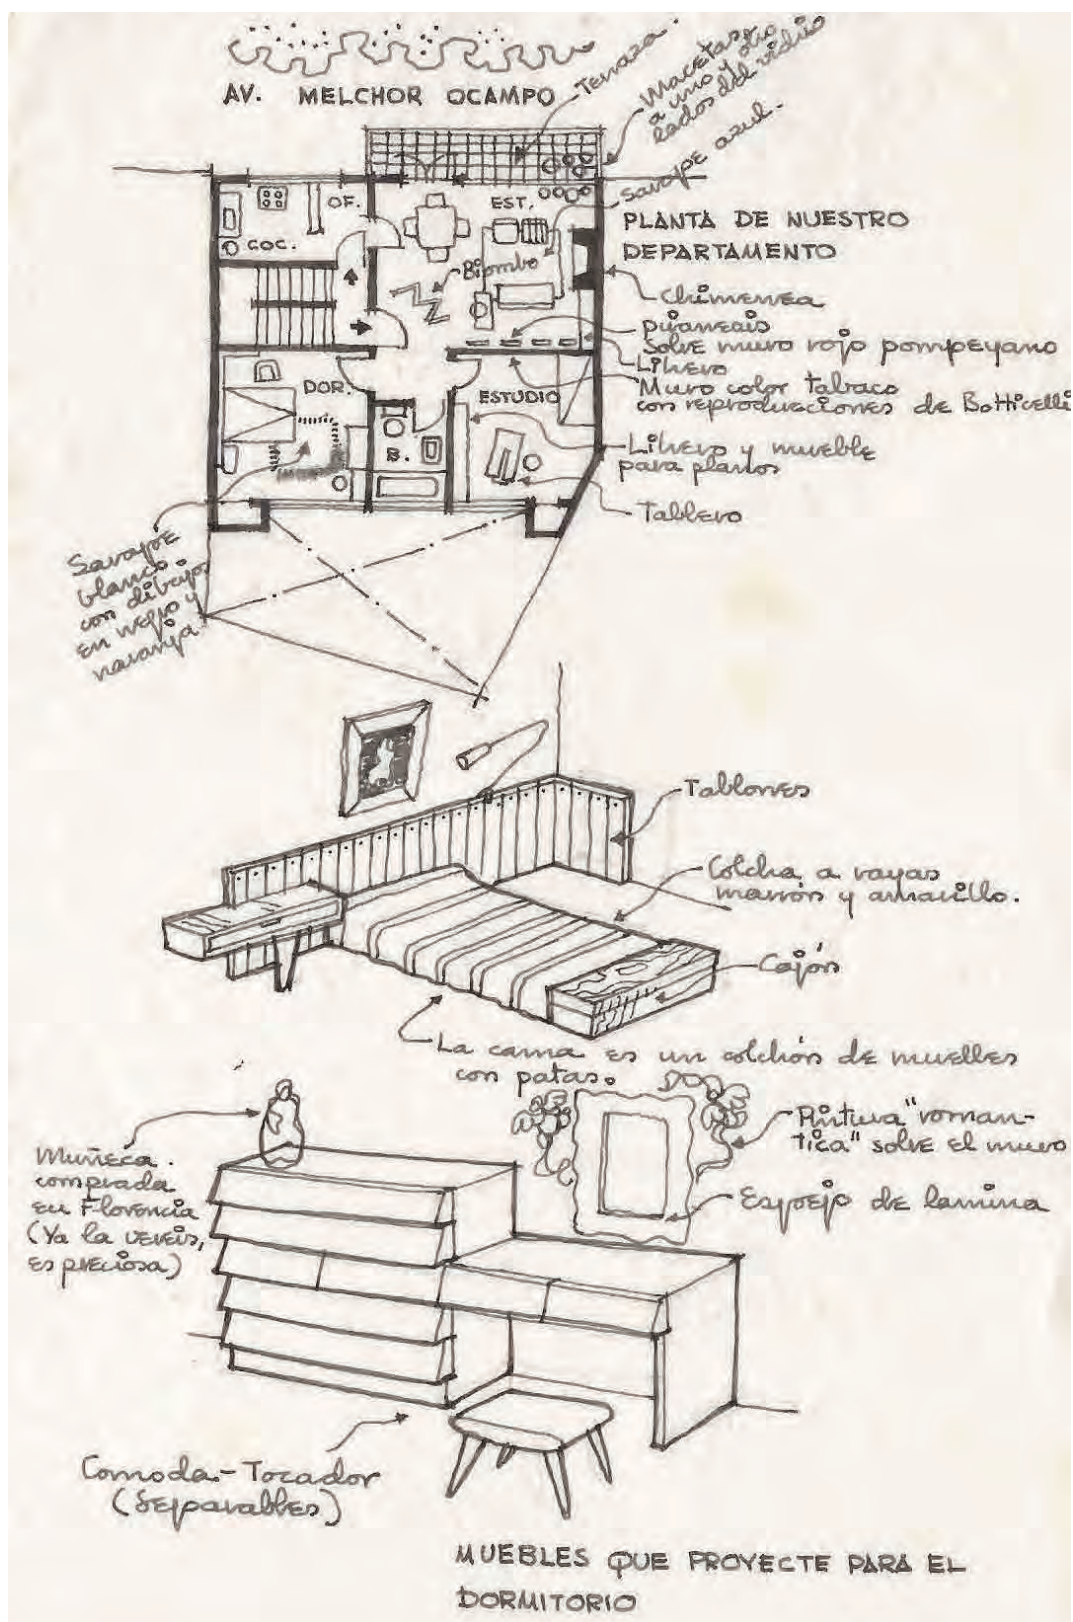 AV. MELCHOR OCAMPO
Terraza.
Macetas
a uno y otro
lados del vidrio
Sarape azul.
OF.
EST.
COC.
Biombo
PLANTA DE NUESTRO
DEPARTAMENTO
Chimenea
sobre muro rojo pompeyano
Librero
Muro color tabaco
con reproducciones de Botticelli
DOR.
ESTUDIO
B.
Librero y mueble
para planos
Tablero
Sarape
blanco
con dibujos
en negro y
naranja.
Tablones
Colcha a rayas
marrón y amarillo.
Cajón
La cama es un colchón de muelles
con patas.
Muñeca
comprada
en Florencia
(Ya la vereis,
es preciosa)
Pintura "roman-
tica" sobre el muro
Espejo de lamina
Comoda-Tocador
(Separables)
MUEBLES QUE PROYECTE PARA EL
DORMITORIO